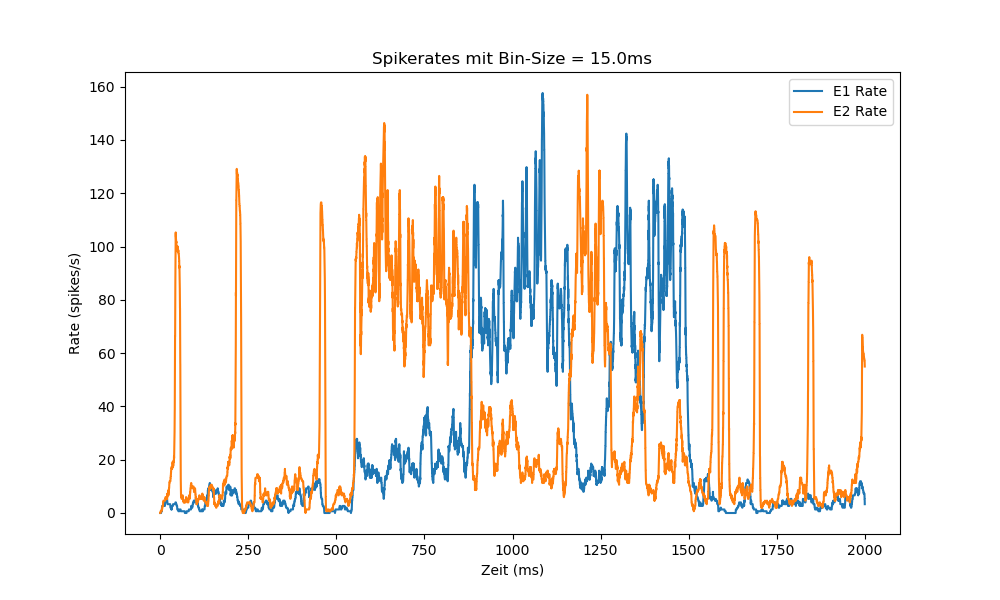 Spikerates mit Bin-Size = 15.0ms
E1 Rate
E2 Rate
160
140
120
100
80
60
40
20
0
Rate (spikes/s)
0 250 500 750 1000 1250 1500 1750 2000
Zeit (ms)